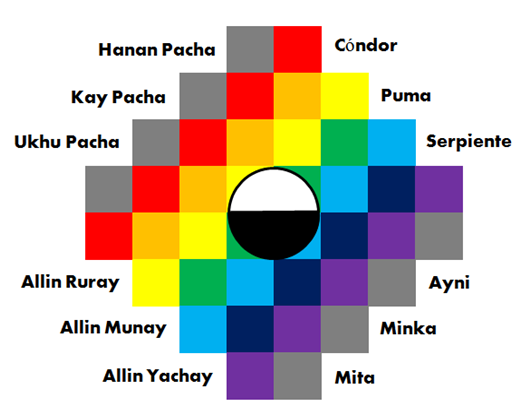 Hanan Pacha Cóndor
Kay Pacha Puma
Ukhu Pacha Serpiente
Allin Ruray Ayni
Allin Munay Minka
Allin Yachay Mita